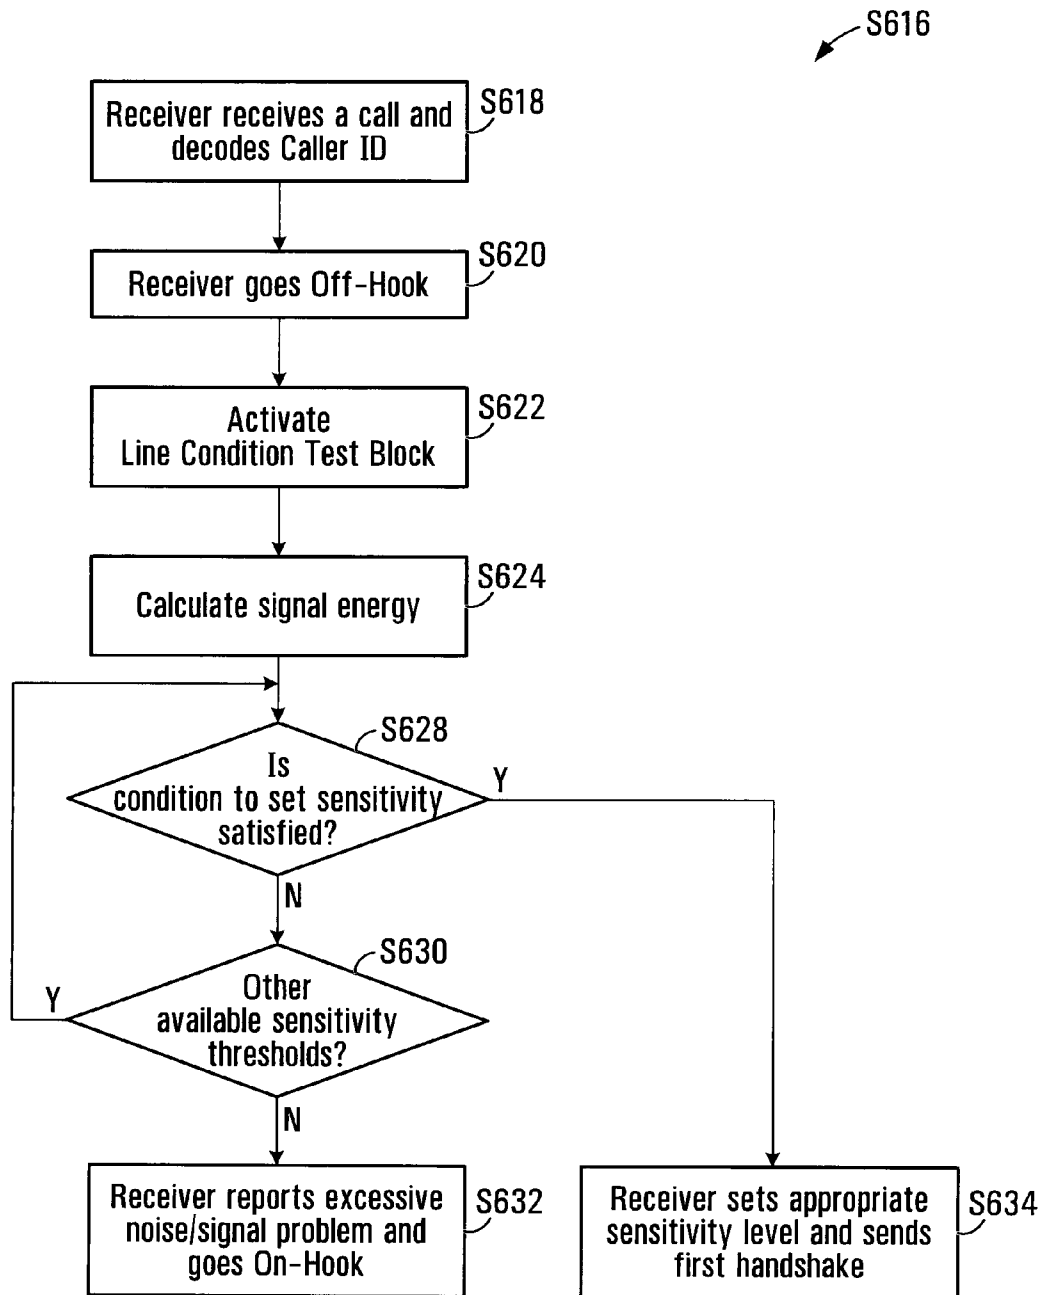 S616
Receiver receives a call and
decodes Caller ID
S618
Receiver goes Off-Hook
S620
Activate
Line Condition Test Block
S622
Calculate signal energy
S624
S628
Is
condition to set sensitivity
satisfied?
Y
N
S630
Other
available sensitivity
thresholds?
Y
N
Receiver reports excessive
noise/signal problem and
goes On-Hook
S632
Receiver sets appropriate
sensitivity level and sends
first handshake
S634